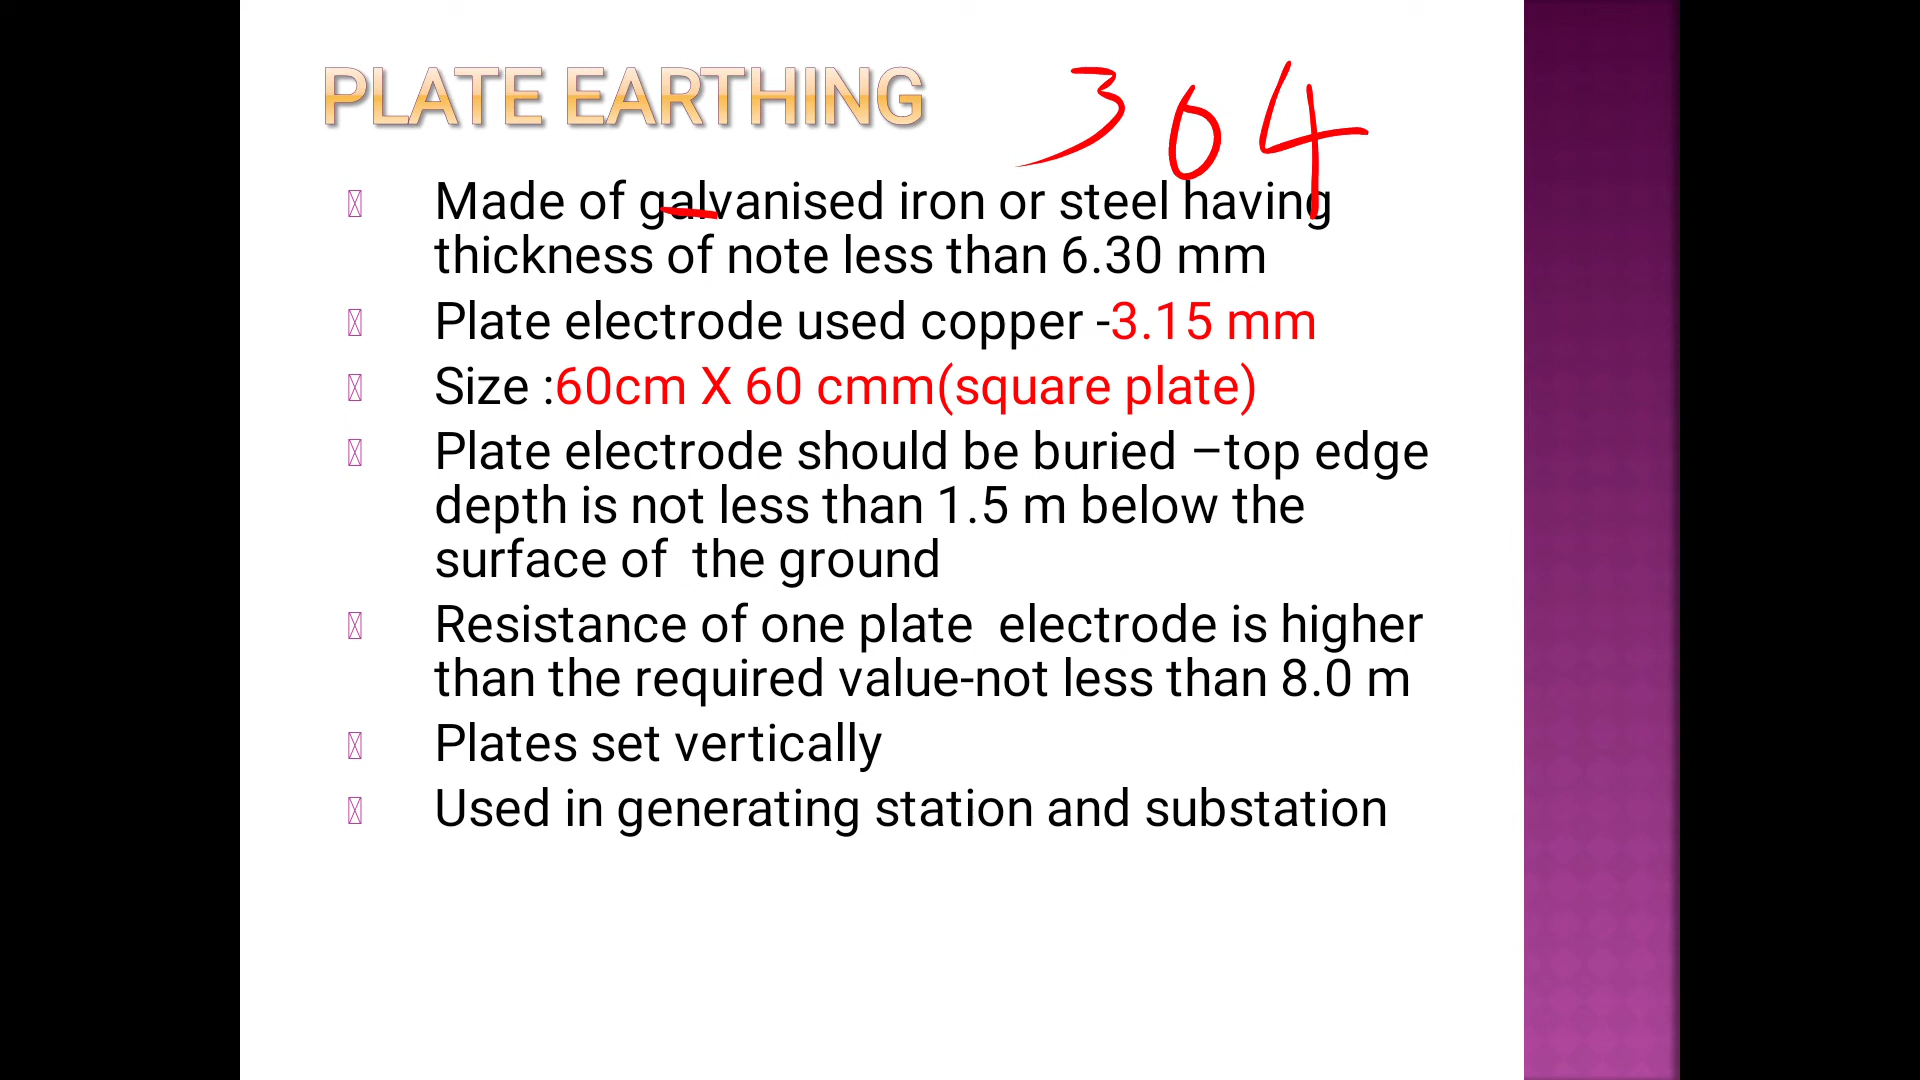 PLATE EARTHING
304
Made of galvanised iron or steel having
thickness of note less than 6.30 mm
Plate electrode used copper -3.15 mm
Size :60cm X 60 cmm(square plate)
Plate electrode should be buried –top edge
depth is not less than 1.5 m below the
surface of  the ground
Resistance of one plate  electrode is higher
than the required value-not less than 8.0 m
Plates set vertically
Used in generating station and substation